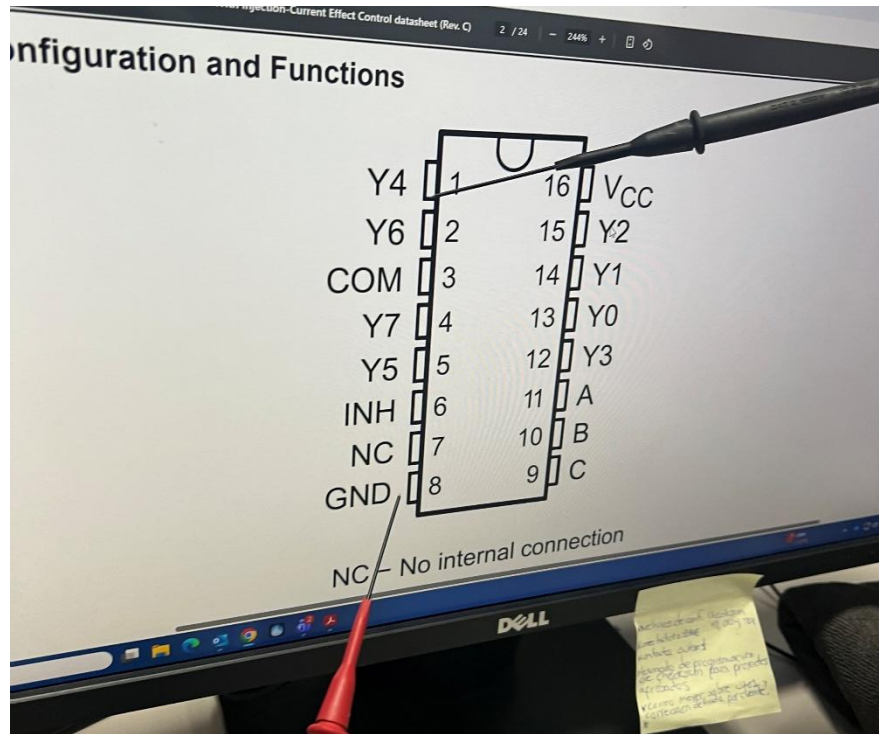 Injection-Current Effect Control datasheet (Rev. C)
2 / 24 − 244% +
onfiguration and Functions
Y4 1 16 VCC
Y6 2 15 Y2
COM 3 14 Y1
Y7 4 13 Y0
Y5 5 12 Y3
INH 6 11 A
NC 7 10 B
GND 8 9 C
NC – No internal connection
DELL